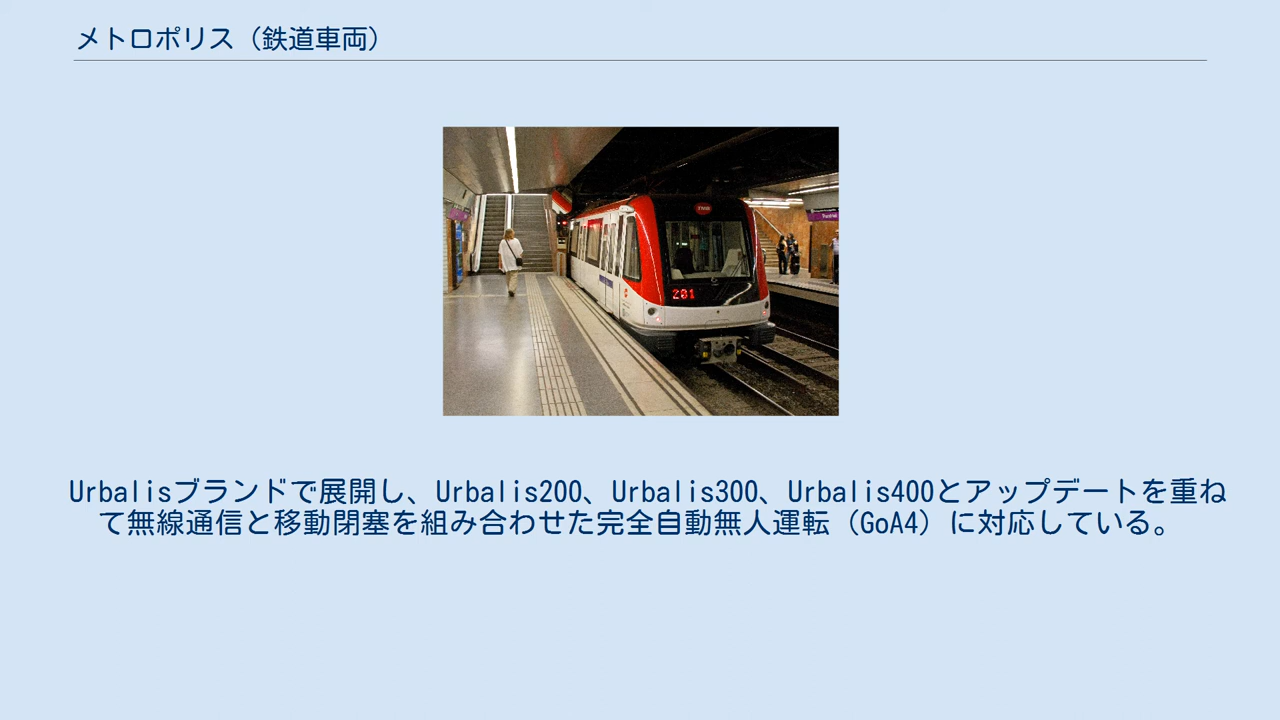 メトロポリス（鉄道車両）
201
Urbalisブランドで展開し、Urbalis200、Urbalis300、Urbalis400とアップデートを重ね
て無線通信と移動閉塞を組み合わせた完全自動無人運転（GoA4）に対応している。